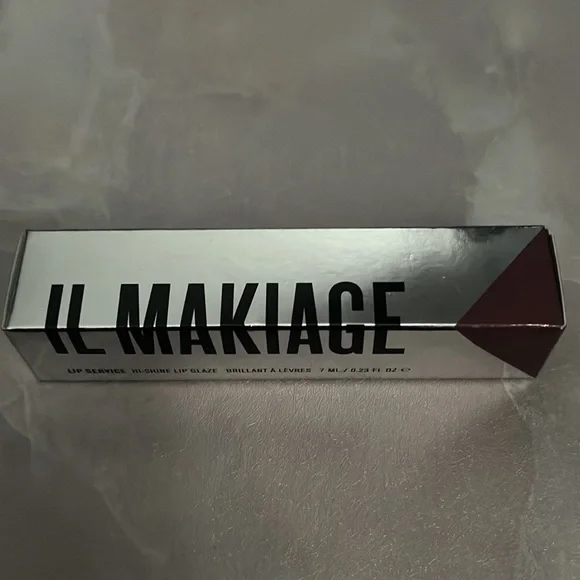 IL MAKIAGE
LIP SERVICE HI-SHINE LIP GLAZE BRILLANT À LÈVRES 7 ML / 0.23 FL OZ ℮